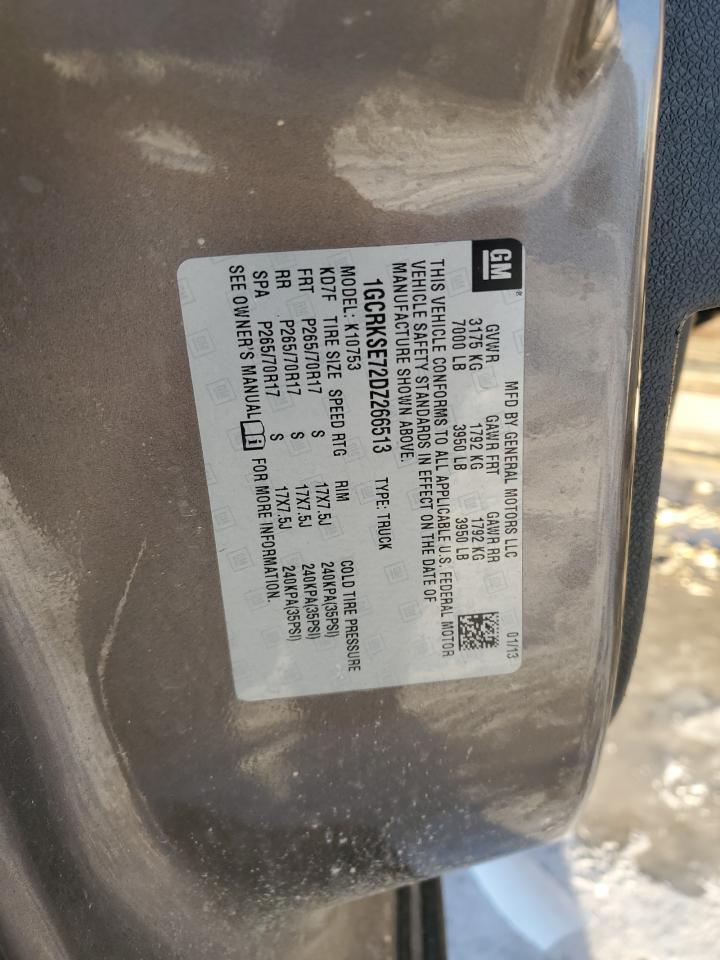 GM
®
MFD BY GENERAL MOTORS LLC 01/13
GVWR GAWR FRT GAWR RR
3175 KG 1792 KG 1792 KG
7000 LB 3950 LB 3950 LB
THIS VEHICLE CONFORMS TO ALL APPLICABLE U.S. FEDERAL MOTOR
VEHICLE SAFETY STANDARDS IN EFFECT ON THE DATE OF
MANUFACTURE SHOWN ABOVE.
1GCRKSE72DZ266513 TYPE: TRUCK
MODEL: K10753
KD7F TIRE SIZE SPEED RTG RIM COLD TIRE PRESSURE
FRT P265/70R17 S 17X7.5J 240KPA(35PSI)
RR P265/70R17 S 17X7.5J 240KPA(35PSI)
SPA P265/70R17 S 17X7.5J 240KPA(35PSI)
SEE OWNER'S MANUAL i FOR MORE INFORMATION.